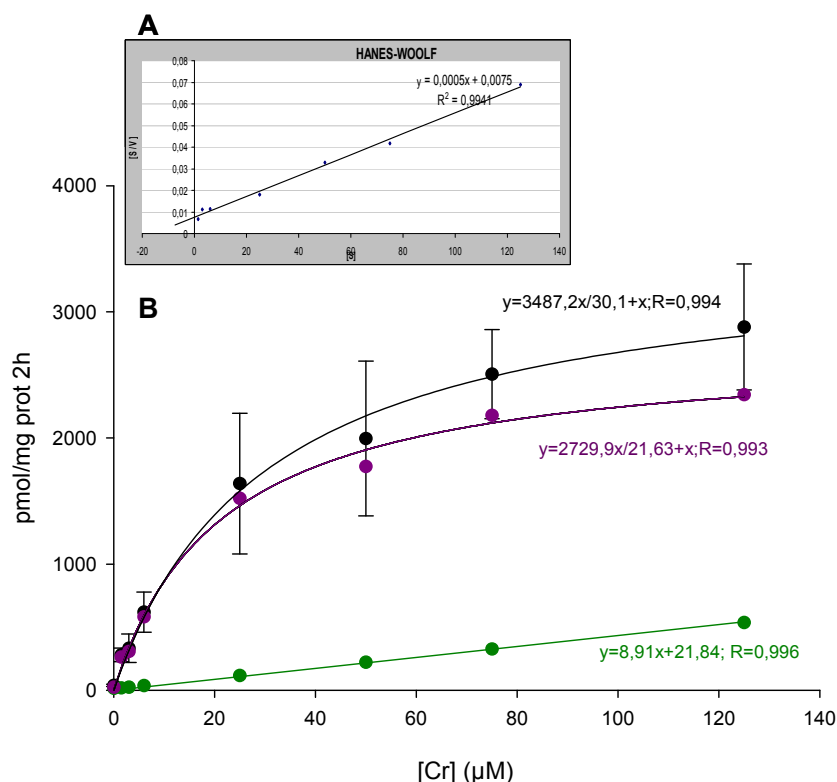 A
HANES-WOOLF
0,08
0,07
0,06
0,05
0,04
0,03
0,02
0,01
0
y = 0,0005x + 0,0075
R2 = 0,9941
[S /V ]
-20 0 20 40 60 80 100 120 140
[S]
B
4000
3000
2000
1000
0
pmol/mg prot 2h
y=3487,2x/30,1+x;R=0,994
y=2729,9x/21,63+x;R=0,993
y=8,91x+21,84; R=0,996
0 20 40 60 80 100 120 140
[Cr] (µM)